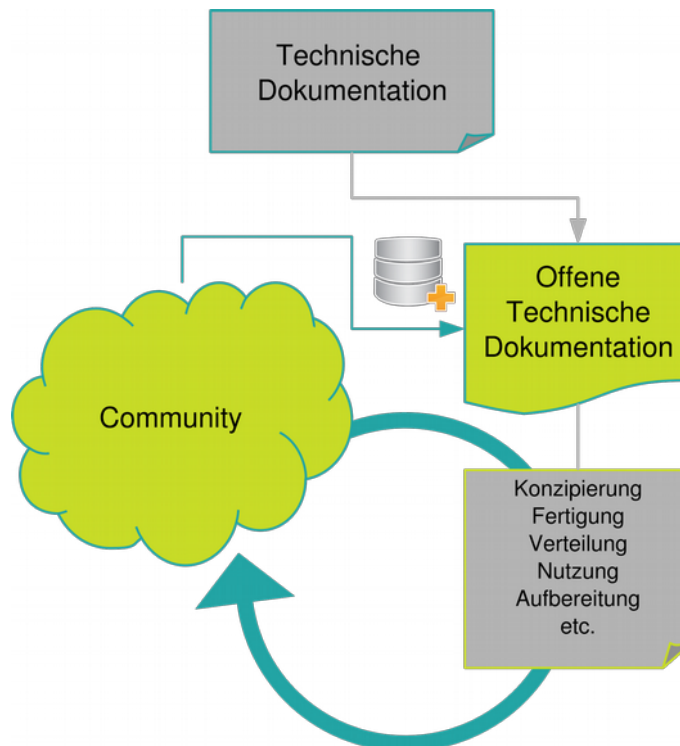 Technische
Dokumentation
Offene
Technische
Dokumentation
Community
Konzipierung
Fertigung
Verteilung
Nutzung
Aufbereitung
etc.